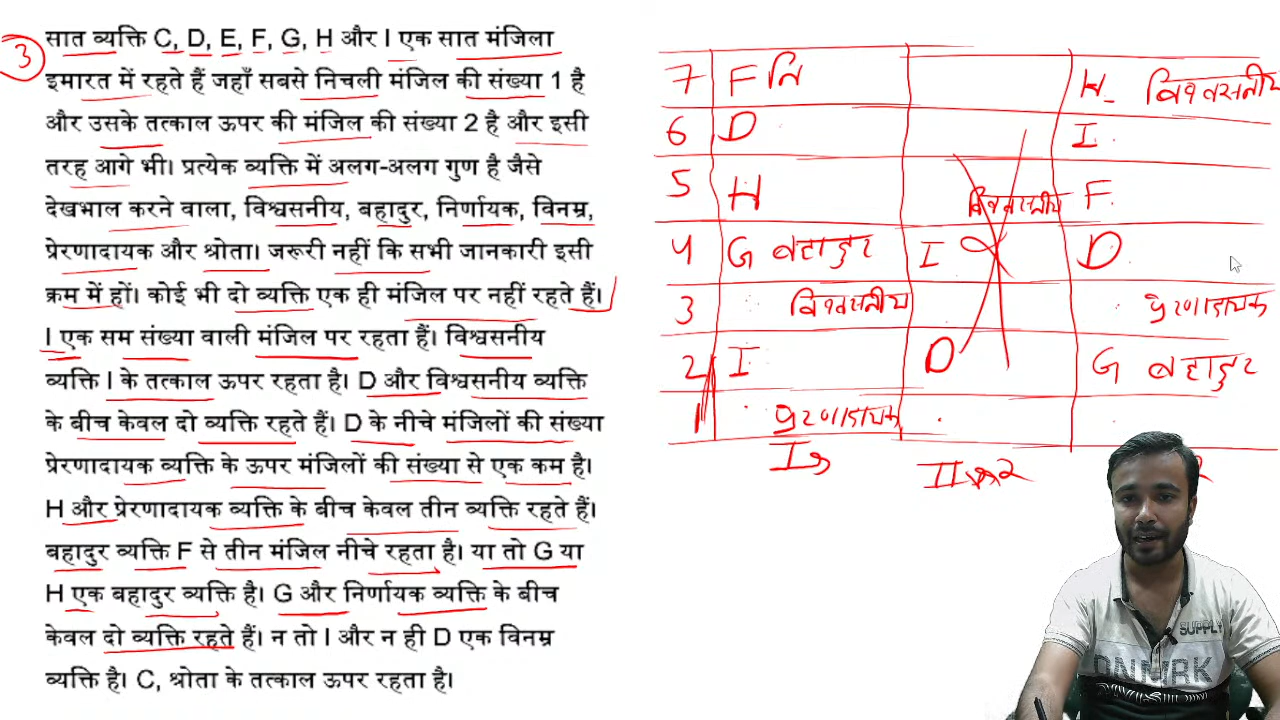 3
सात व्यक्ति C, D, E, F, G, H और I एक सात मंजिला
इमारत में रहते हैं जहाँ सबसे निचली मंजिल की संख्या 1 है
और उसके तत्काल ऊपर की मंजिल की संख्या 2 है और इसी
तरह आगे भी। प्रत्येक व्यक्ति में अलग-अलग गुण है जैसे
देखभाल करने वाला, विश्वसनीय, बहादुर, निर्णायक, विनम्र,
प्रेरणादायक और श्रोता। जरूरी नहीं कि सभी जानकारी इसी
क्रम में हों। कोई भी दो व्यक्ति एक ही मंजिल पर नहीं रहते हैं।
I एक सम संख्या वाली मंजिल पर रहता हैं। विश्वसनीय
व्यक्ति I के तत्काल ऊपर रहता है। D और विश्वसनीय व्यक्ति
के बीच केवल दो व्यक्ति रहते हैं। D के नीचे मंजिलों की संख्या
प्रेरणादायक व्यक्ति के ऊपर मंजिलों की संख्या से एक कम है।
H और प्रेरणादायक व्यक्ति के बीच केवल तीन व्यक्ति रहते हैं।
बहादुर व्यक्ति F से तीन मंजिल नीचे रहता है। या तो G या
H एक बहादुर व्यक्ति है। G और निर्णायक व्यक्ति के बीच
केवल दो व्यक्ति रहते हैं। न तो I और न ही D एक विनम्र
व्यक्ति है। C, श्रोता के तत्काल ऊपर रहता है।
7 F नि H विश्वसनीय
6 D I
5 H विश्वसनीय F
4 G बहादुर I D
3 विश्वसनीय प्रेरणादायक
2 I D G बहादुर
1 प्रेरणादायक
I II
SUPPLY